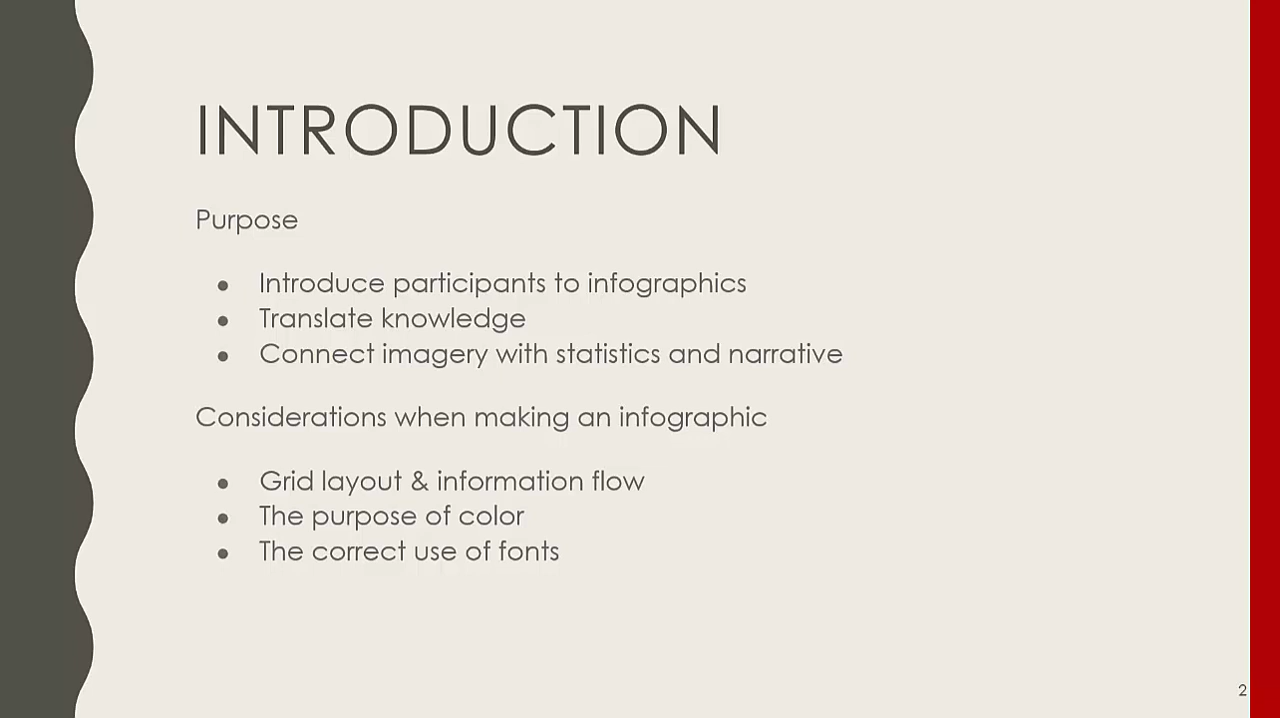 INTRODUCTION
Purpose
● Introduce participants to infographics
● Translate knowledge
● Connect imagery with statistics and narrative
Considerations when making an infographic
● Grid layout & information flow
● The purpose of color
● The correct use of fonts
2